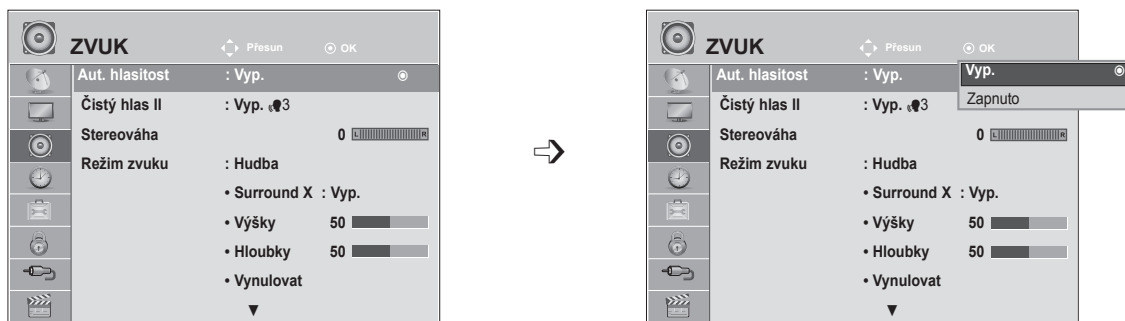 ZVUK Přesun OK
Aut. hlasitost : Vyp.
Čistý hlas II : Vyp. 3
Stereováha 0 L R
Režim zvuku : Hudba
• Surround X : Vyp.
• Výšky 50
• Hloubky 50
• Vynulovat
ZVUK Přesun OK
Aut. hlasitost : Vyp.
Vyp.
Zapnuto
Čistý hlas II : Vyp. 3
Stereováha 0 L R
Režim zvuku : Hudba
• Surround X : Vyp.
• Výšky 50
• Hloubky 50
• Vynulovat